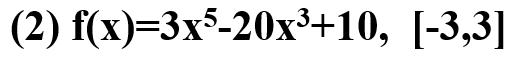 (2) f(x)=3x⁵-20x³+10, [-3,3]